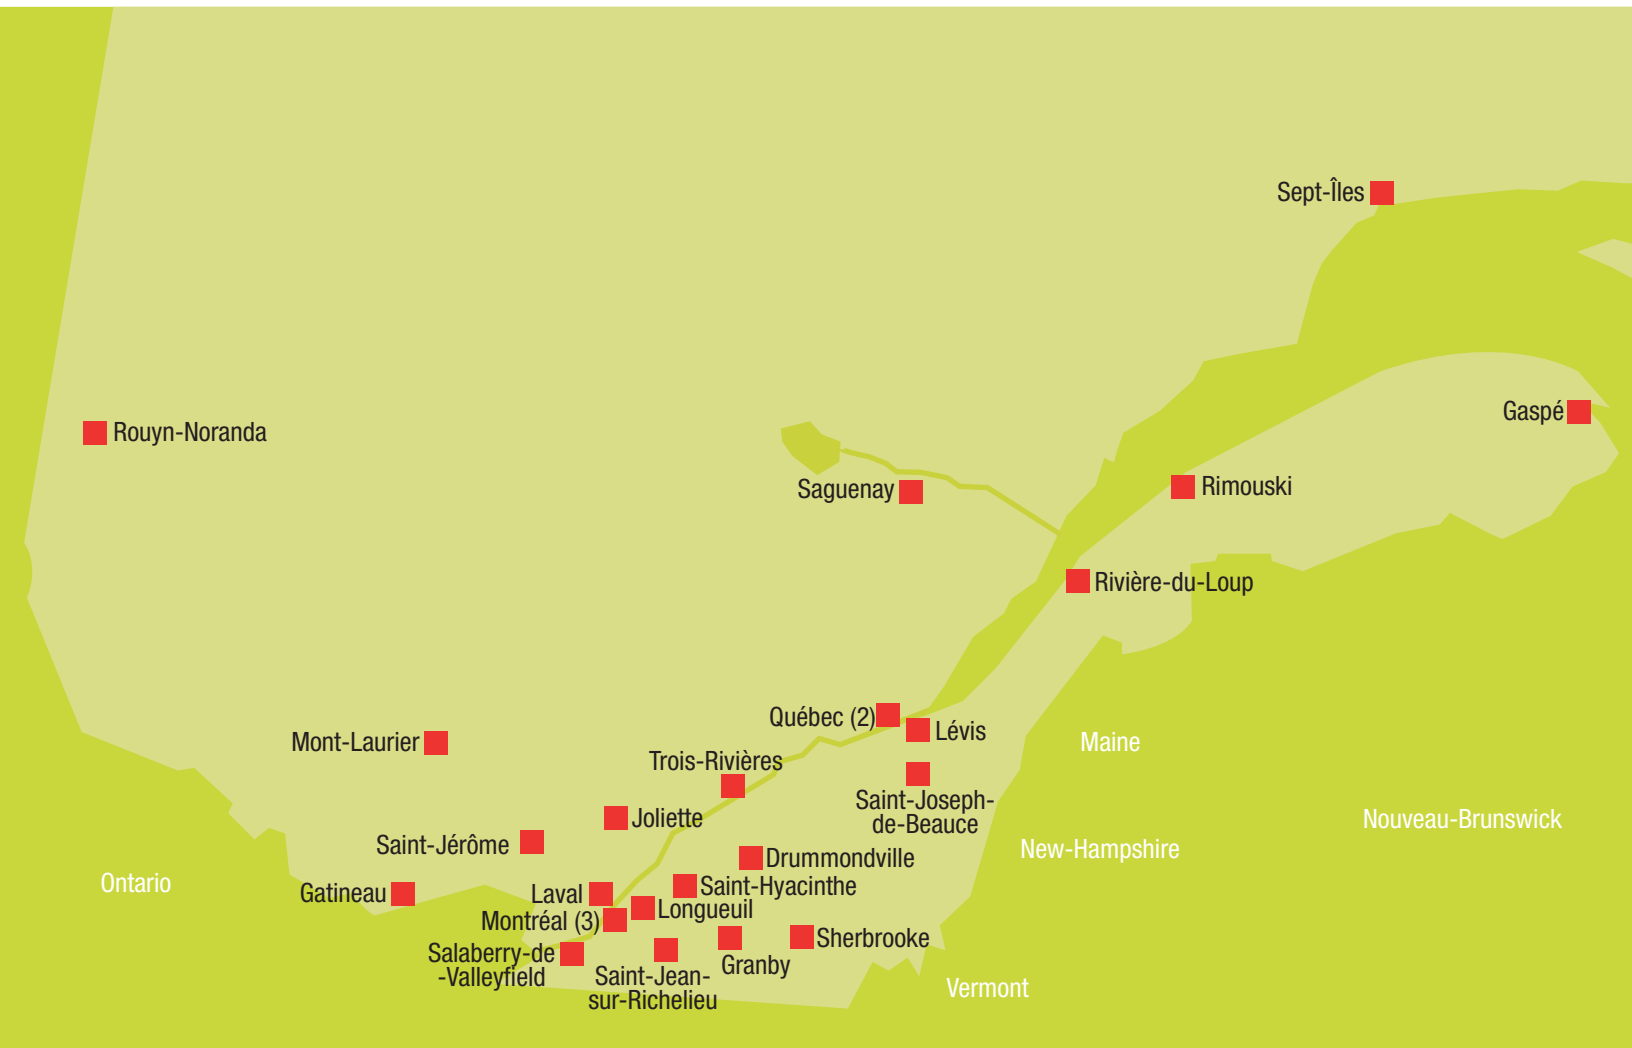 Sept-Îles
Gaspé
Rouyn-Noranda
Saguenay
Rimouski
Rivière-du-Loup
Québec (2)
Lévis
Mont-Laurier
Maine
Trois-Rivières
Saint-Joseph-
de-Beauce
Joliette
Nouveau-Brunswick
Saint-Jérôme
New-Hampshire
Drummondville
Ontario
Gatineau
Laval
Saint-Hyacinthe
Longueuil
Montréal (3)
Sherbrooke
Salaberry-de
-Valleyfield
Granby
Saint-Jean-
sur-Richelieu
Vermont